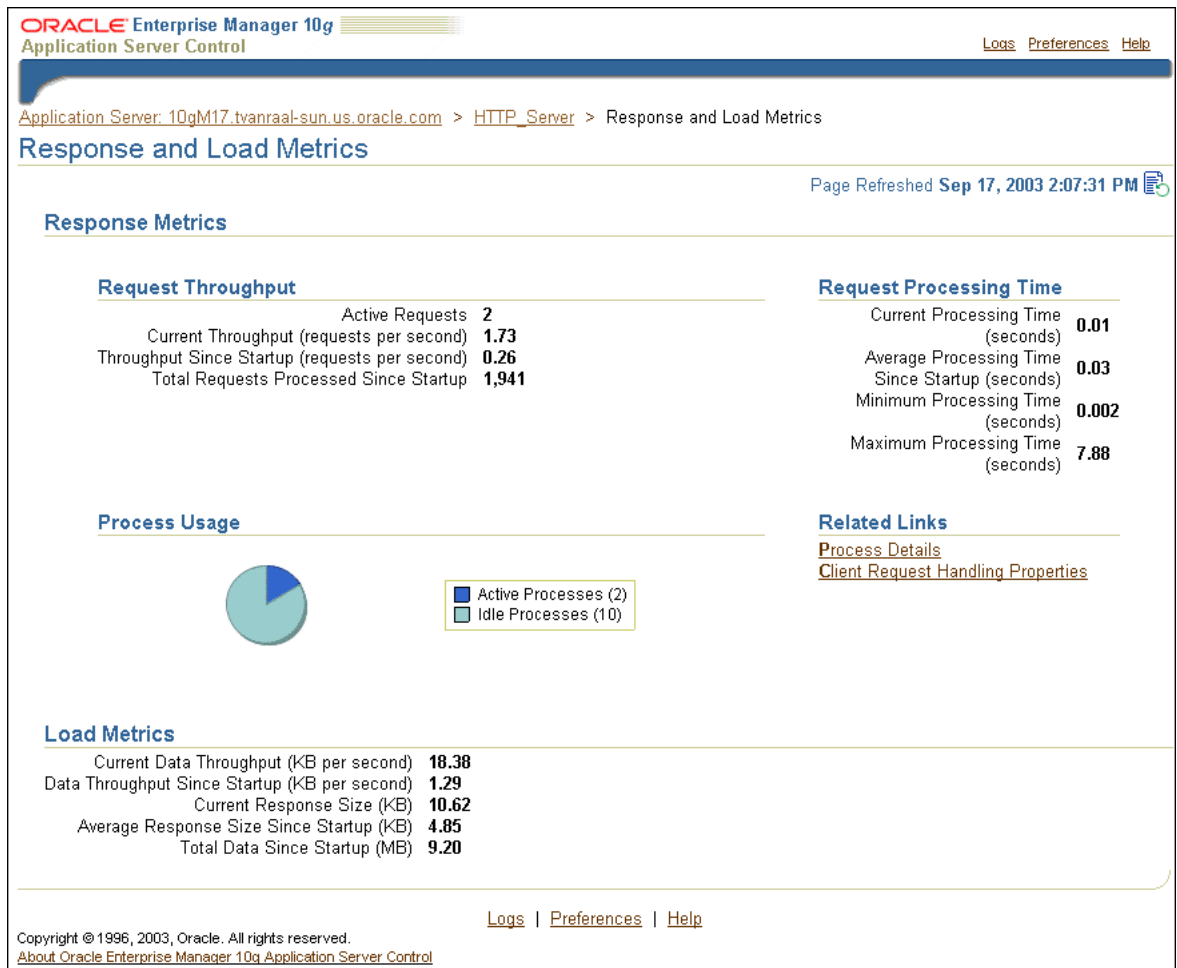 ORACLE Enterprise Manager 10g
Application Server Control
Logs Preferences Help
Application Server: 10gM17.tvanraal-sun.us.oracle.com > HTTP_Server > Response and Load Metrics
Response and Load Metrics
Page Refreshed Sep 17, 2003 2:07:31 PM
Response Metrics
Request Throughput
Active Requests 2
Current Throughput (requests per second) 1.73
Throughput Since Startup (requests per second) 0.26
Total Requests Processed Since Startup 1,941
Request Processing Time
Current Processing Time
(seconds) 0.01
Average Processing Time
Since Startup (seconds) 0.03
Minimum Processing Time
(seconds) 0.002
Maximum Processing Time
(seconds) 7.88
Process Usage
Active Processes (2)
Idle Processes (10)
Related Links
Process Details
Client Request Handling Properties
Load Metrics
Current Data Throughput (KB per second) 18.38
Data Throughput Since Startup (KB per second) 1.29
Current Response Size (KB) 10.62
Average Response Size Since Startup (KB) 4.85
Total Data Since Startup (MB) 9.20
Logs | Preferences | Help
Copyright © 1996, 2003, Oracle. All rights reserved.
About Oracle Enterprise Manager 10g Application Server Control